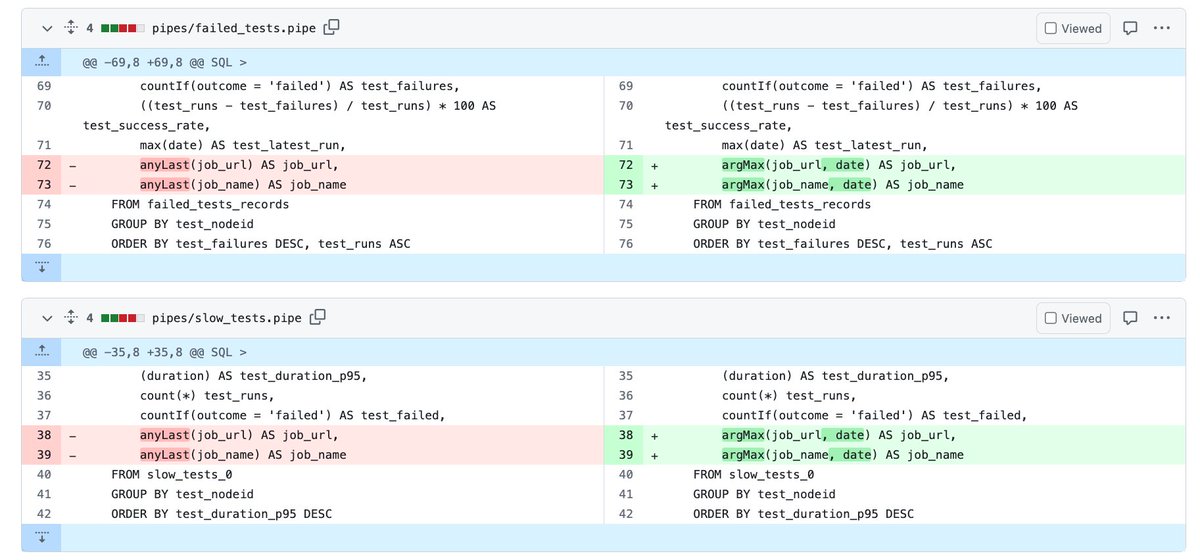 4 pipes/failed_tests.pipe Viewed
@@ -69,8 +69,8 @@ SQL >
69 countIf(outcome = 'failed') AS test_failures,
70 ((test_runs - test_failures) / test_runs) * 100 AS
test_success_rate,
71 max(date) AS test_latest_run,
72 - anyLast(job_url) AS job_url,
73 - anyLast(job_name) AS job_name
74 FROM failed_tests_records
75 GROUP BY test_nodeid
76 ORDER BY test_failures DESC, test_runs ASC
69 countIf(outcome = 'failed') AS test_failures,
70 ((test_runs - test_failures) / test_runs) * 100 AS
test_success_rate,
71 max(date) AS test_latest_run,
72 + argMax(job_url, date) AS job_url,
73 + argMax(job_name, date) AS job_name
74 FROM failed_tests_records
75 GROUP BY test_nodeid
76 ORDER BY test_failures DESC, test_runs ASC
4 pipes/slow_tests.pipe Viewed
@@ -35,8 +35,8 @@ SQL >
35 (duration) AS test_duration_p95,
36 count(*) test_runs,
37 countIf(outcome = 'failed') AS test_failed,
38 - anyLast(job_url) AS job_url,
39 - anyLast(job_name) AS job_name
40 FROM slow_tests_0
41 GROUP BY test_nodeid
42 ORDER BY test_duration_p95 DESC
35 (duration) AS test_duration_p95,
36 count(*) test_runs,
37 countIf(outcome = 'failed') AS test_failed,
38 + argMax(job_url, date) AS job_url,
39 + argMax(job_name, date) AS job_name
40 FROM slow_tests_0
41 GROUP BY test_nodeid
42 ORDER BY test_duration_p95 DESC